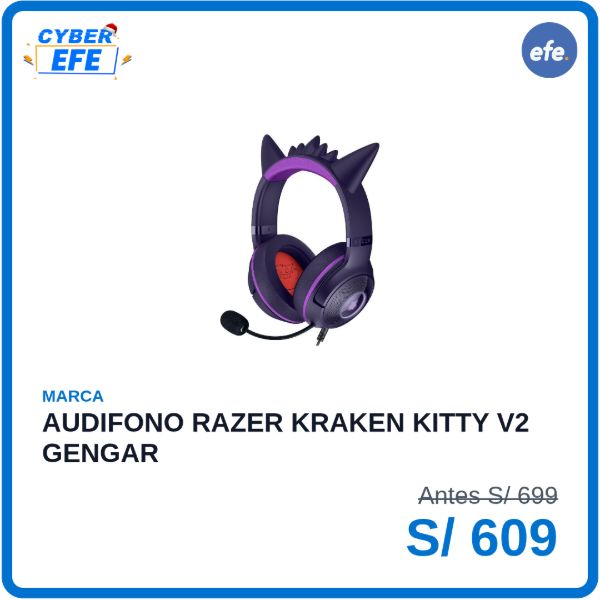 CYBER
EFE
efe.
MARCA
AUDIFONO RAZER KRAKEN KITTY V2
GENGAR
Antes S/ 699
S/ 609